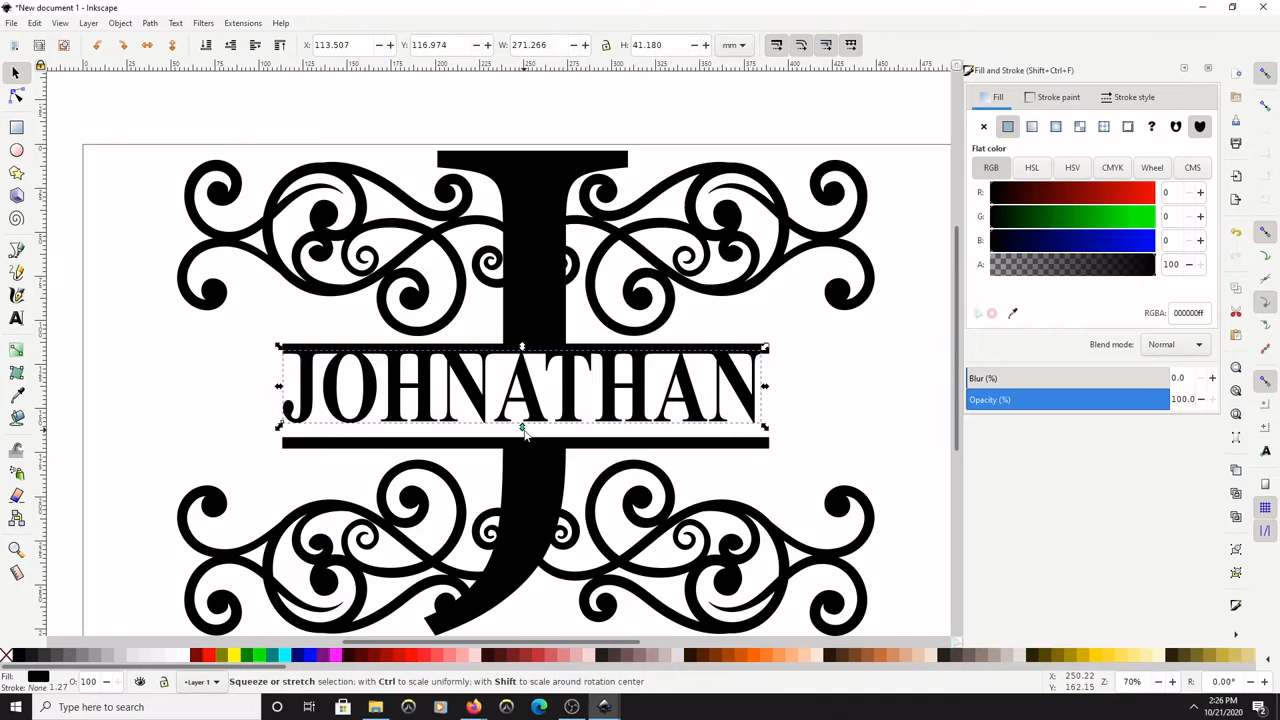 *New document 1 - Inkscape
File Edit View Layer Object Path Text Filters Extensions Help
X: 113.507 Y: 116.974 W: 271.266 H: 41.180 mm
Fill and Stroke (Shift+Ctrl+F)
Fill Stroke paint Stroke style
Flat color
RGB HSL HSV CMYK Wheel CMS
R: 0
G: 0
B: 0
A: 100
RGBA: 000000ff
Blend mode: Normal
Blur (%) 0.0
Opacity (%) 100.0
J
JOHNATHAN
Fill: Stroke: None 1.27 O: 100 Layer 1 Squeeze or stretch selection; with Ctrl to scale uniformly; with Shift to scale around rotation center X: 250.22 Y: 162.15 Z: 70% R: 0.00°
Type here to search
2:26 PM
10/21/2020